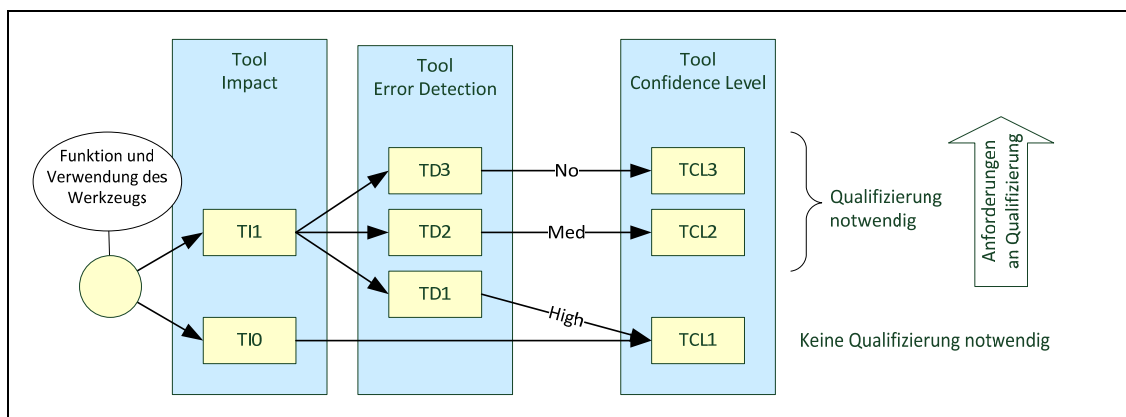 Tool
Impact
Tool
Error Detection
Tool
Confidence Level
Funktion und
Verwendung des
Werkzeugs
TI1
TI0
TD3
TD2
TD1
No
Med
High
TCL3
TCL2
TCL1
Qualifizierung
notwendig
Keine Qualifizierung notwendig
Anforderungen
an Qualifizierung